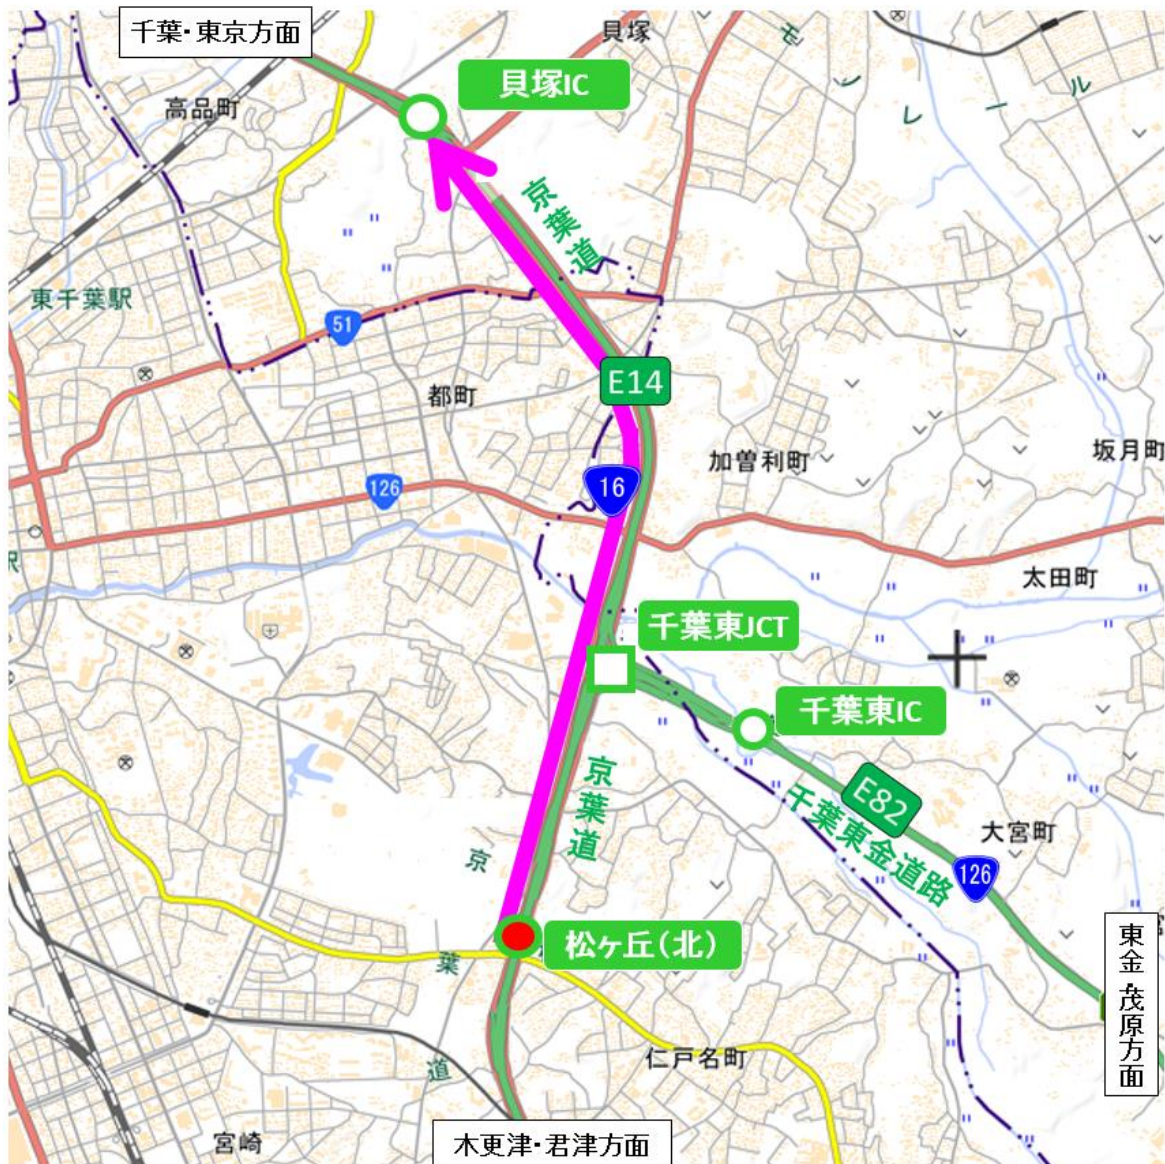 千葉・東京方面
貝塚
モノレール
貝塚IC
高品町
京葉道
東千葉駅
51
E14
都町
加曽利町
坂月町
126
16
駅
太田町
千葉東JCT
千葉東IC
京葉道
E82
千葉東金道路
大宮町
126
京葉道
松ヶ丘(北)
東金・茂原方面
仁戸名町
宮崎
木更津・君津方面